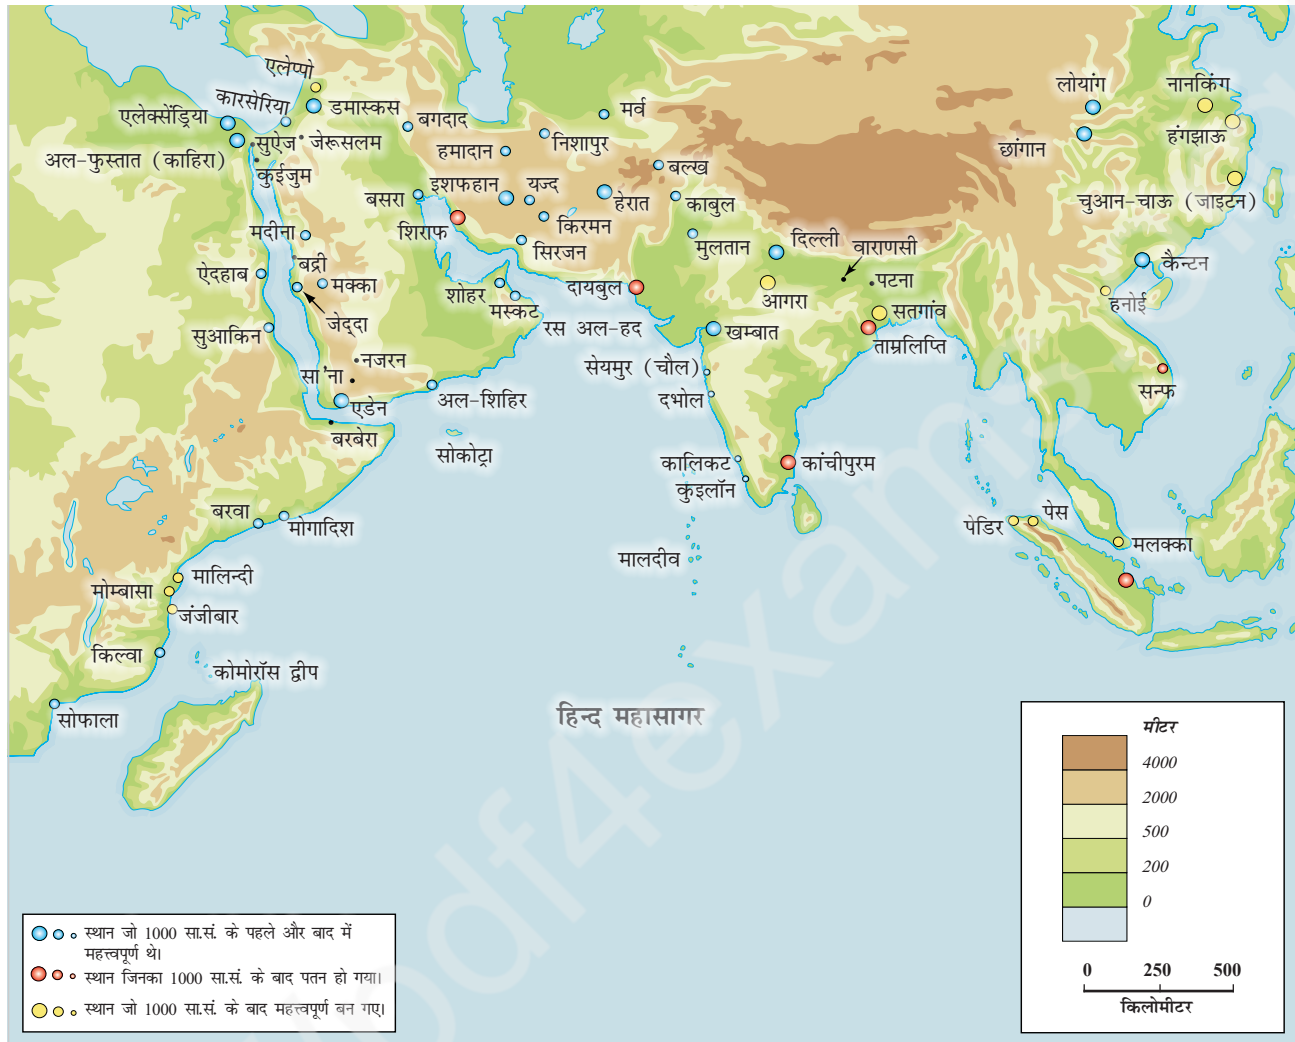 एलेप्पो
कारसेरिया
डमास्कस
एलेक्सेंड्रिया
बगदाद
मर्व
लोयांग
नानकिंग
सुऐज
जेरूसलम
हमादान
निशापुर
छांगान
हंगझाऊ
अल-फुस्तात (काहिरा)
कुईजुम
बल्ख
बसरा
इशफहान
यज्द
हेरात
काबुल
चुआन-चाऊ (जाइटन)
शिराफ
किरमन
मदीना
सिरजन
मुलतान
दिल्ली
वाराणसी
बद्री
कैन्टन
ऐदहाब
मक्का
शोहर
दायबुल
पटना
आगरा
हनोई
मस्कट
जेद्दा
रस अल-हद
सतगांव
सुआकिन
खम्बात
ताम्रलिप्ति
नजरन
सेयमुर (चौल)
सा'ना
सन्फ
एडेन
अल-शिहिर
दभोल
बरबेरा
सोकोट्रा
कालिकट
कांचीपुरम
कुइलॉन
बरवा
मोगादिश
पेडिर
पेस
मलक्का
मालदीव
मालिन्दी
मोम्बासा
जंजीबार
किल्वा
कोमोरॉस द्वीप
सोफाला
हिन्द महासागर
मीटर
4000
2000
500
200
0
0 250 500
किलोमीटर
स्थान जो 1000 सा.सं. के पहले और बाद में
महत्त्वपूर्ण थे।
स्थान जिनका 1000 सा.सं. के बाद पतन हो गया।
स्थान जो 1000 सा.सं. के बाद महत्त्वपूर्ण बन गए।
pdf4exams